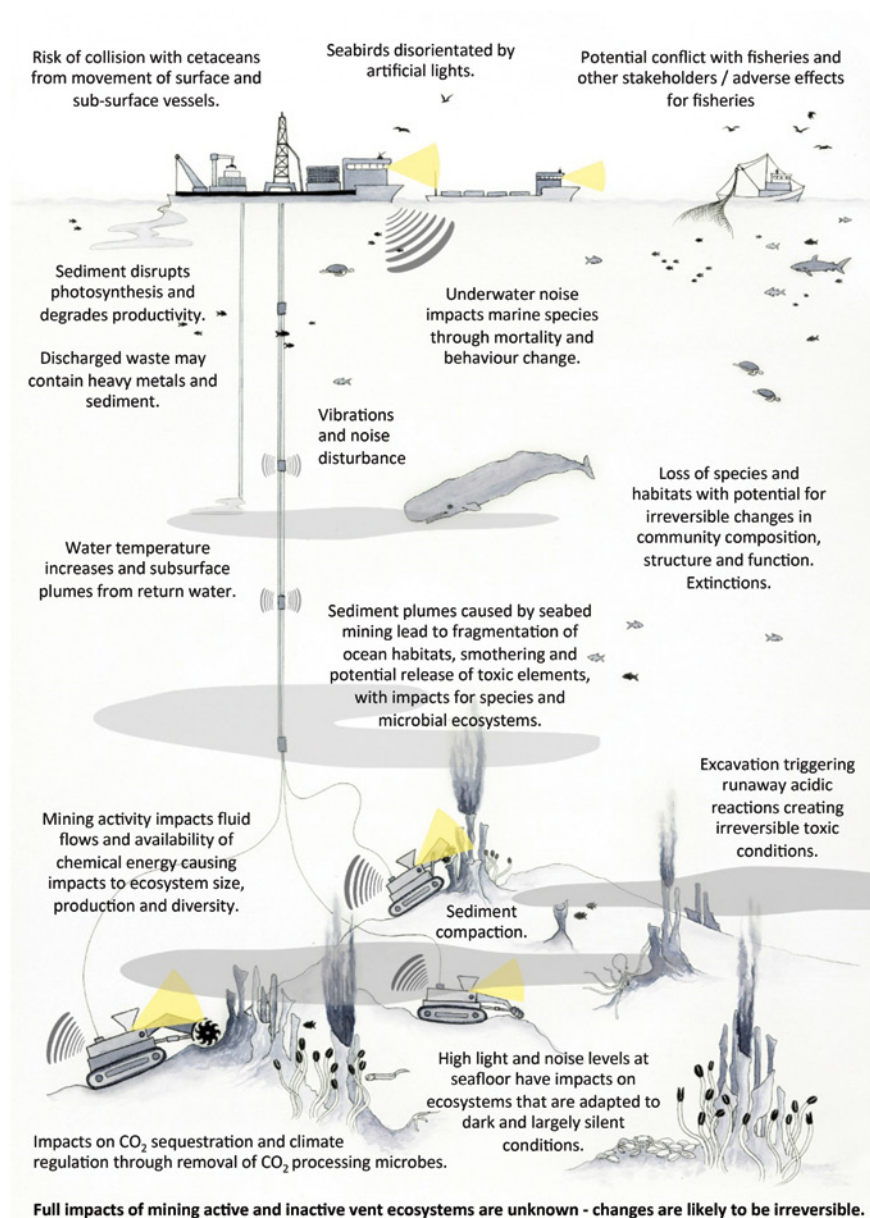 Risk of collision with cetaceans
from movement of surface and
sub-surface vessels.
Seabirds disorientated by
artificial lights.
Potential conflict with fisheries and
other stakeholders / adverse effects
for fisheries
Sediment disrupts
photosynthesis and
degrades productivity.
Discharged waste may
contain heavy metals and
sediment.
Underwater noise
impacts marine species
through mortality and
behaviour change.
Vibrations
and noise
disturbance
Loss of species and
habitats with potential for
irreversible changes in
community composition,
structure and function.
Extinctions.
Water temperature
increases and subsurface
plumes from return water.
Sediment plumes caused by seabed
mining lead to fragmentation of
ocean habitats, smothering and
potential release of toxic elements,
with impacts for species and
microbial ecosystems.
Excavation triggering
runaway acidic
reactions creating
irreversible toxic
conditions.
Mining activity impacts fluid
flows and availability of
chemical energy causing
impacts to ecosystem size,
production and diversity.
Sediment
compaction.
High light and noise levels at
seafloor have impacts on
ecosystems that are adapted to
dark and largely silent
conditions.
Impacts on CO₂ sequestration and climate
regulation through removal of CO₂ processing microbes.
Full impacts of mining active and inactive vent ecosystems are unknown - changes are likely to be irreversible.